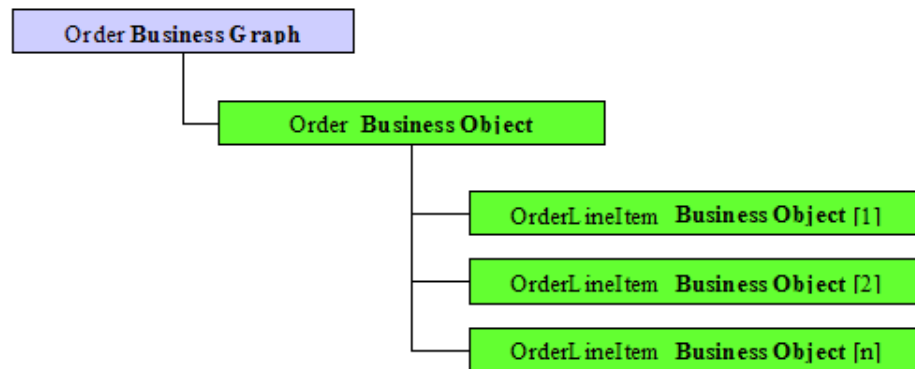 Order Business Graph
Order Business Object
OrderLineItem Business Object [1]
OrderLineItem Business Object [2]
OrderLineItem Business Object [n]